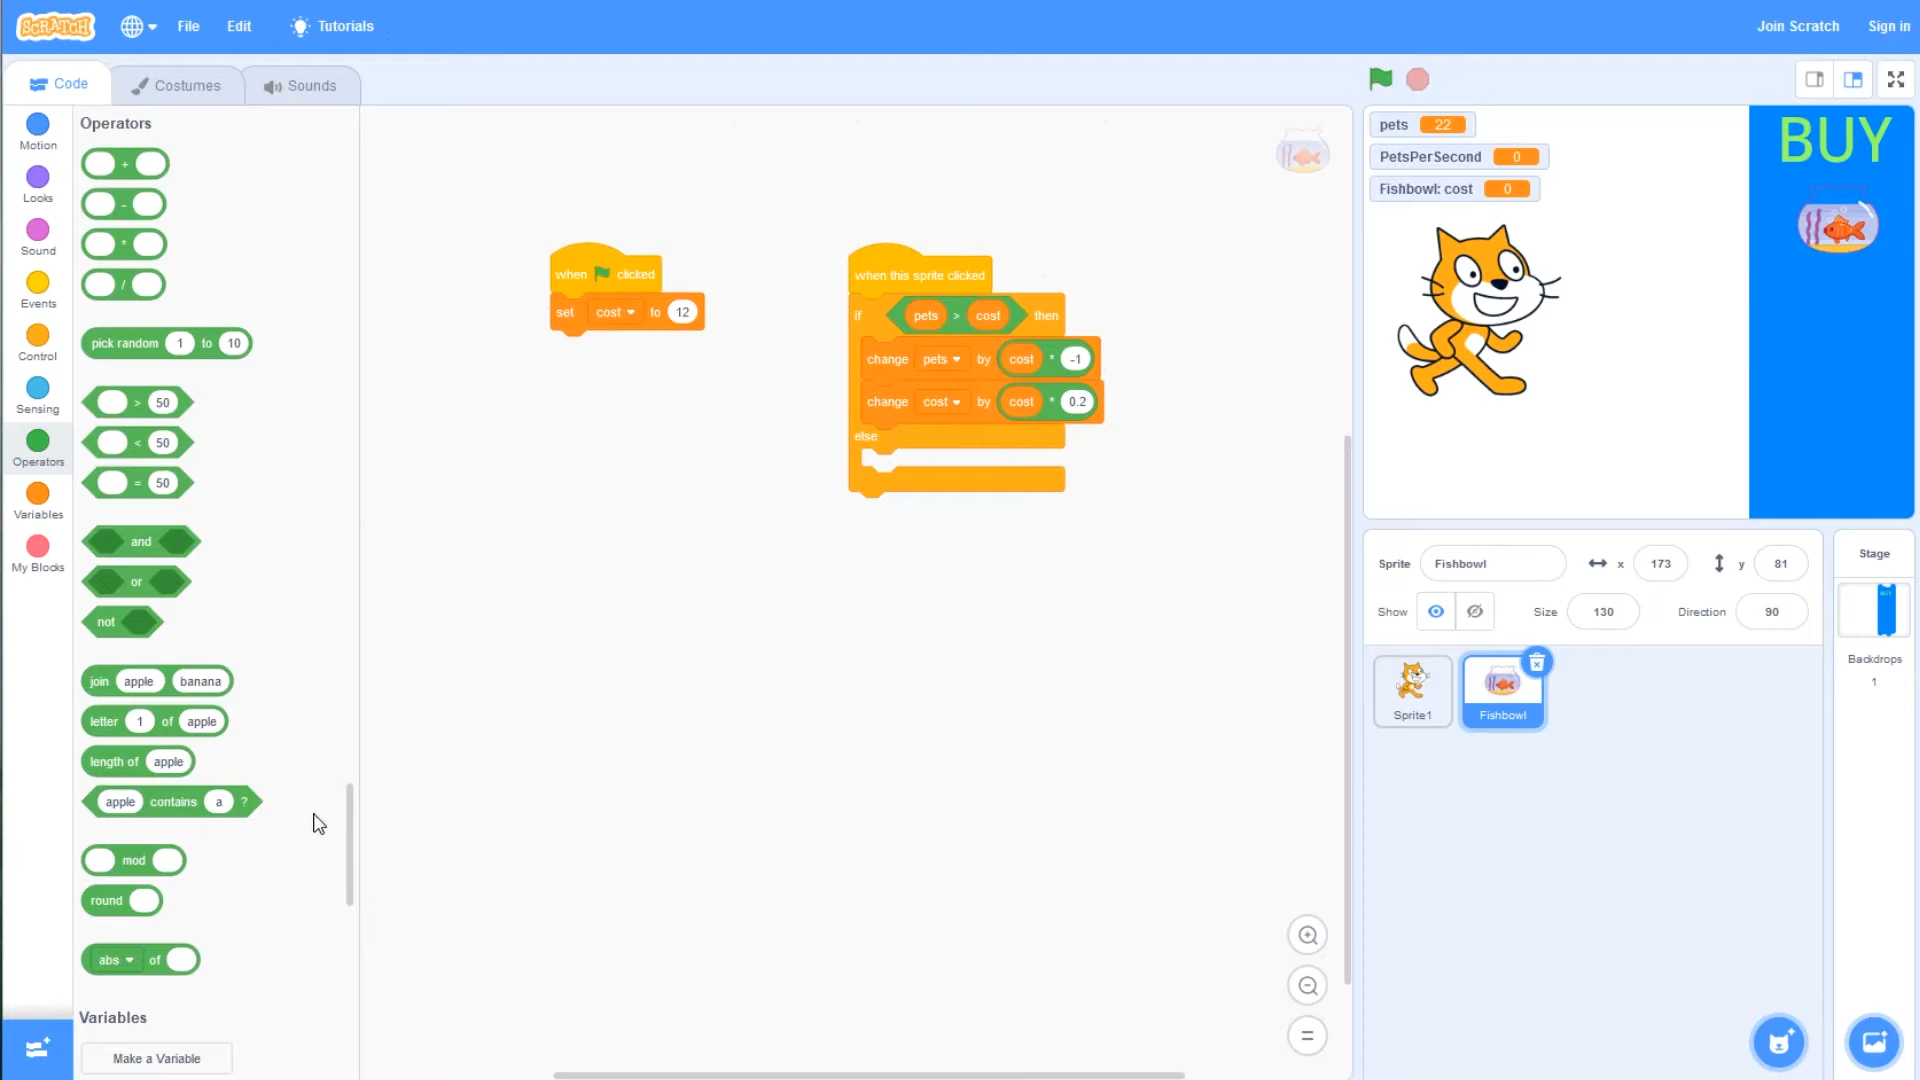 SCRATCH
File
Edit
Tutorials
Join Scratch
Sign in
Code
Costumes
Sounds
Motion
Looks
Sound
Events
Control
Sensing
Operators
Variables
My Blocks
Operators
+
-
*
/
pick random 1 to 10
> 50
< 50
= 50
and
or
not
join apple banana
letter 1 of apple
length of apple
apple contains a ?
mod
round
abs of
Variables
Make a Variable
when clicked
set cost to 12
when this sprite clicked
if pets > cost then
change pets by cost * -1
change cost by cost * 0.2
else
pets 22
PetsPerSecond 0
Fishbowl: cost 0
BUY
Sprite Fishbowl x 173 y 81
Show Size 130 Direction 90
Sprite1
Fishbowl
Stage
BUY
Backdrops
1